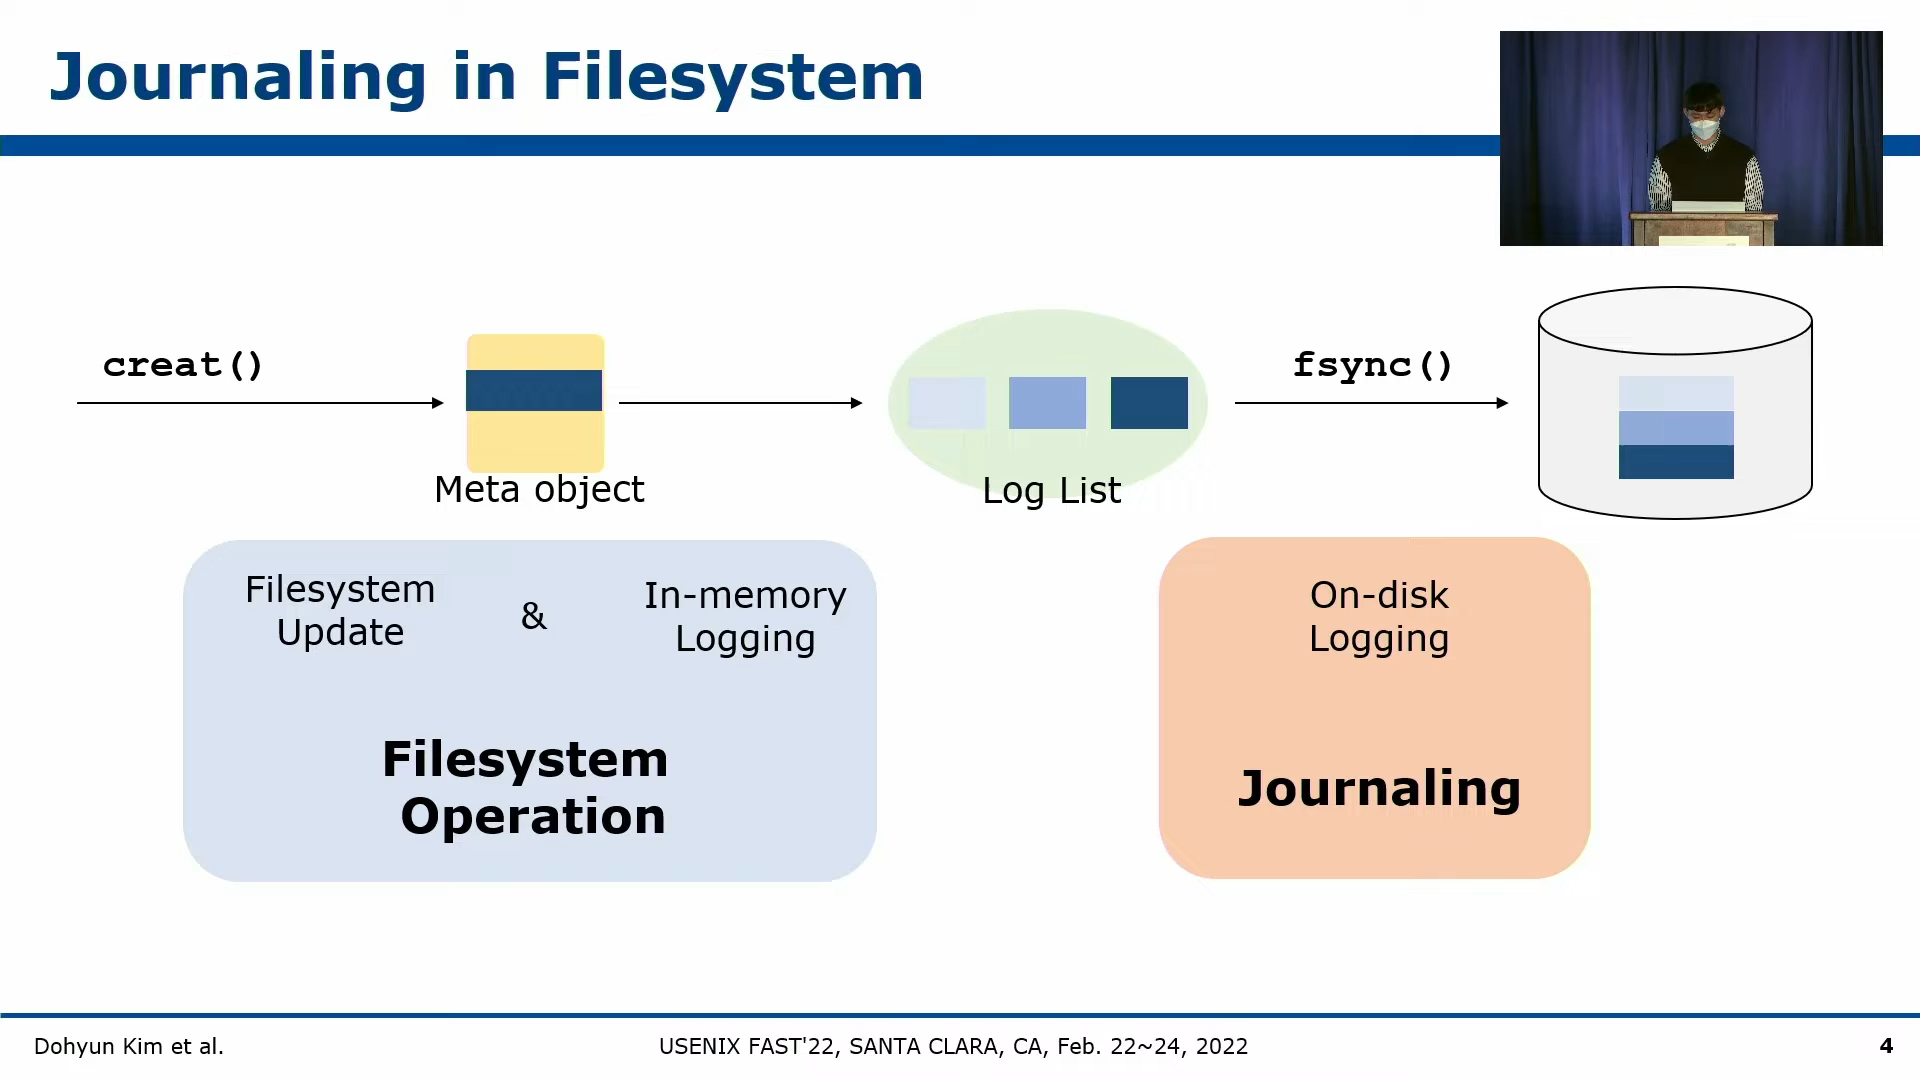 Journaling in Filesystem
creat()
fsync()
Meta object
Log List
Filesystem
Update
&
In-memory
Logging
Filesystem
Operation
On-disk
Logging
Journaling
Dohyun Kim et al.
USENIX FAST'22, SANTA CLARA, CA, Feb. 22~24, 2022
4